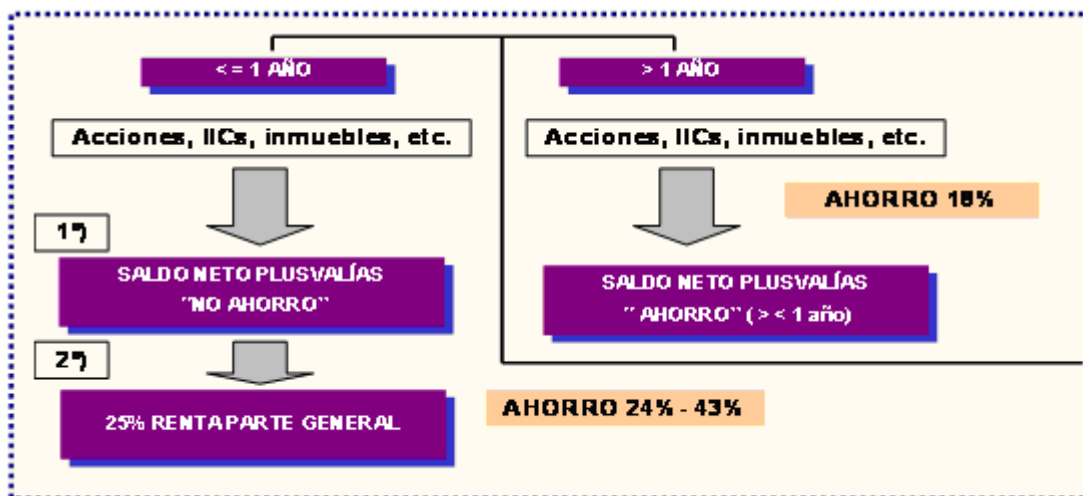 < = 1 AÑO
> 1 AÑO
Acciones, IICs, inmuebles, etc.
Acciones, IICs, inmuebles, etc.
AHORRO 18%
1º)
SALDO NETO PLUSVALÍAS
"NO AHORRO"
SALDO NETO PLUSVALÍAS
" AHORRO" ( > < 1 año)
2º)
25% RENTA PARTE GENERAL
AHORRO 24% - 43%